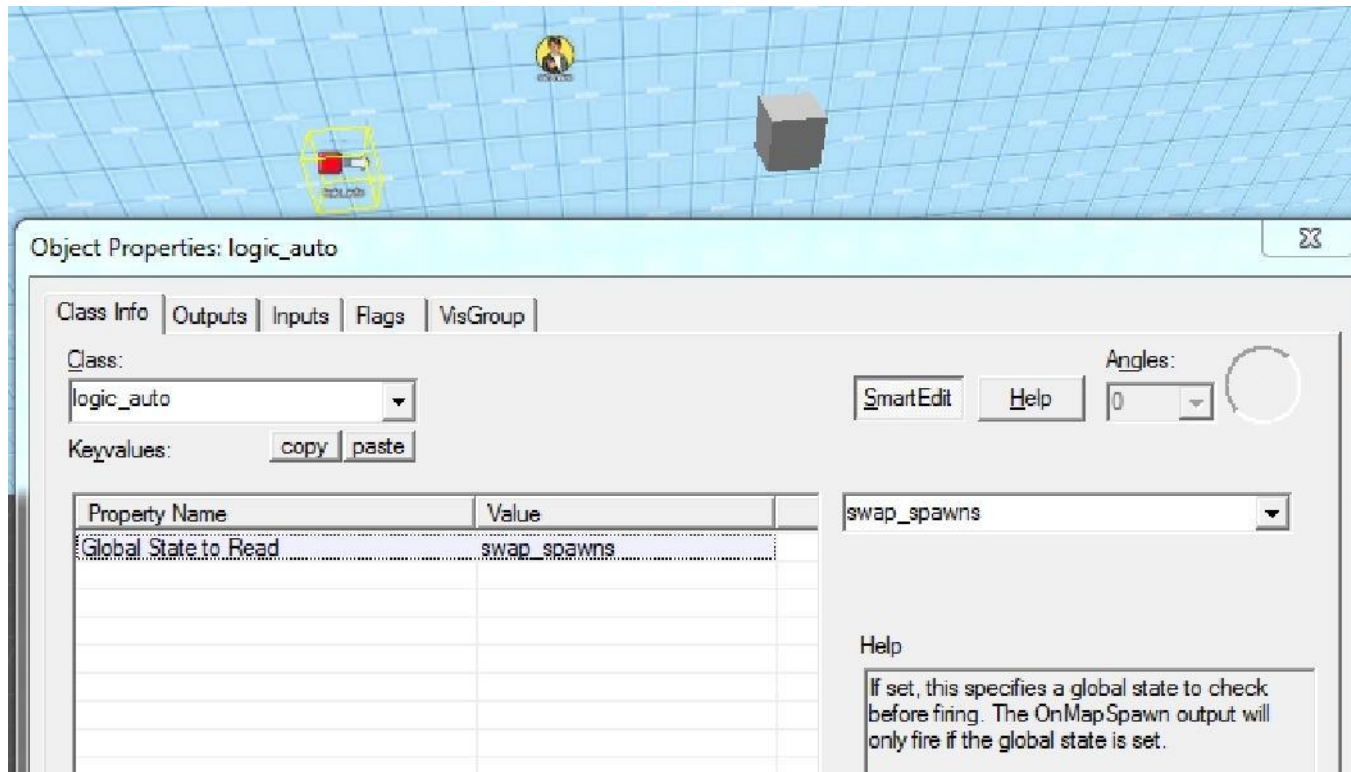 Object Properties: logic_auto
Class Info Outputs Inputs Flags VisGroup
Class:
Angles:
logic_auto
SmartEdit Help 0
Keyvalues: copy paste
Property Name Value
swap_spawns
Global State to Read swap_spawns
Help
If set, this specifies a global state to check
before firing. The OnMapSpawn output will
only fire if the global state is set.